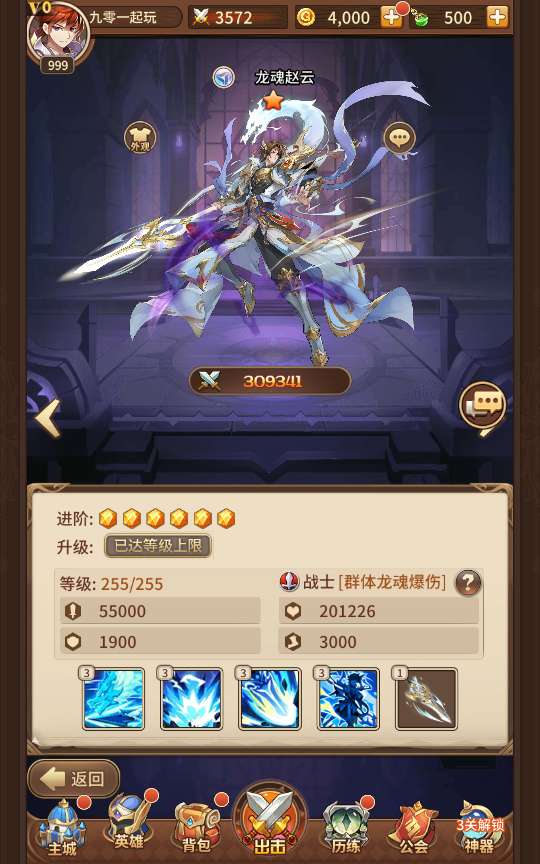 V0
九零一起玩
3572
4,000
500
999
龙魂赵云
外观
309341
进阶:
升级: 已达等级上限
等级: 255/255
战士 [群体龙魂爆伤] ?
55000
201226
1900
3000
3
3
3
3
1
返回
主城
英雄
背包
出击
历练
公会
3关解锁
神器